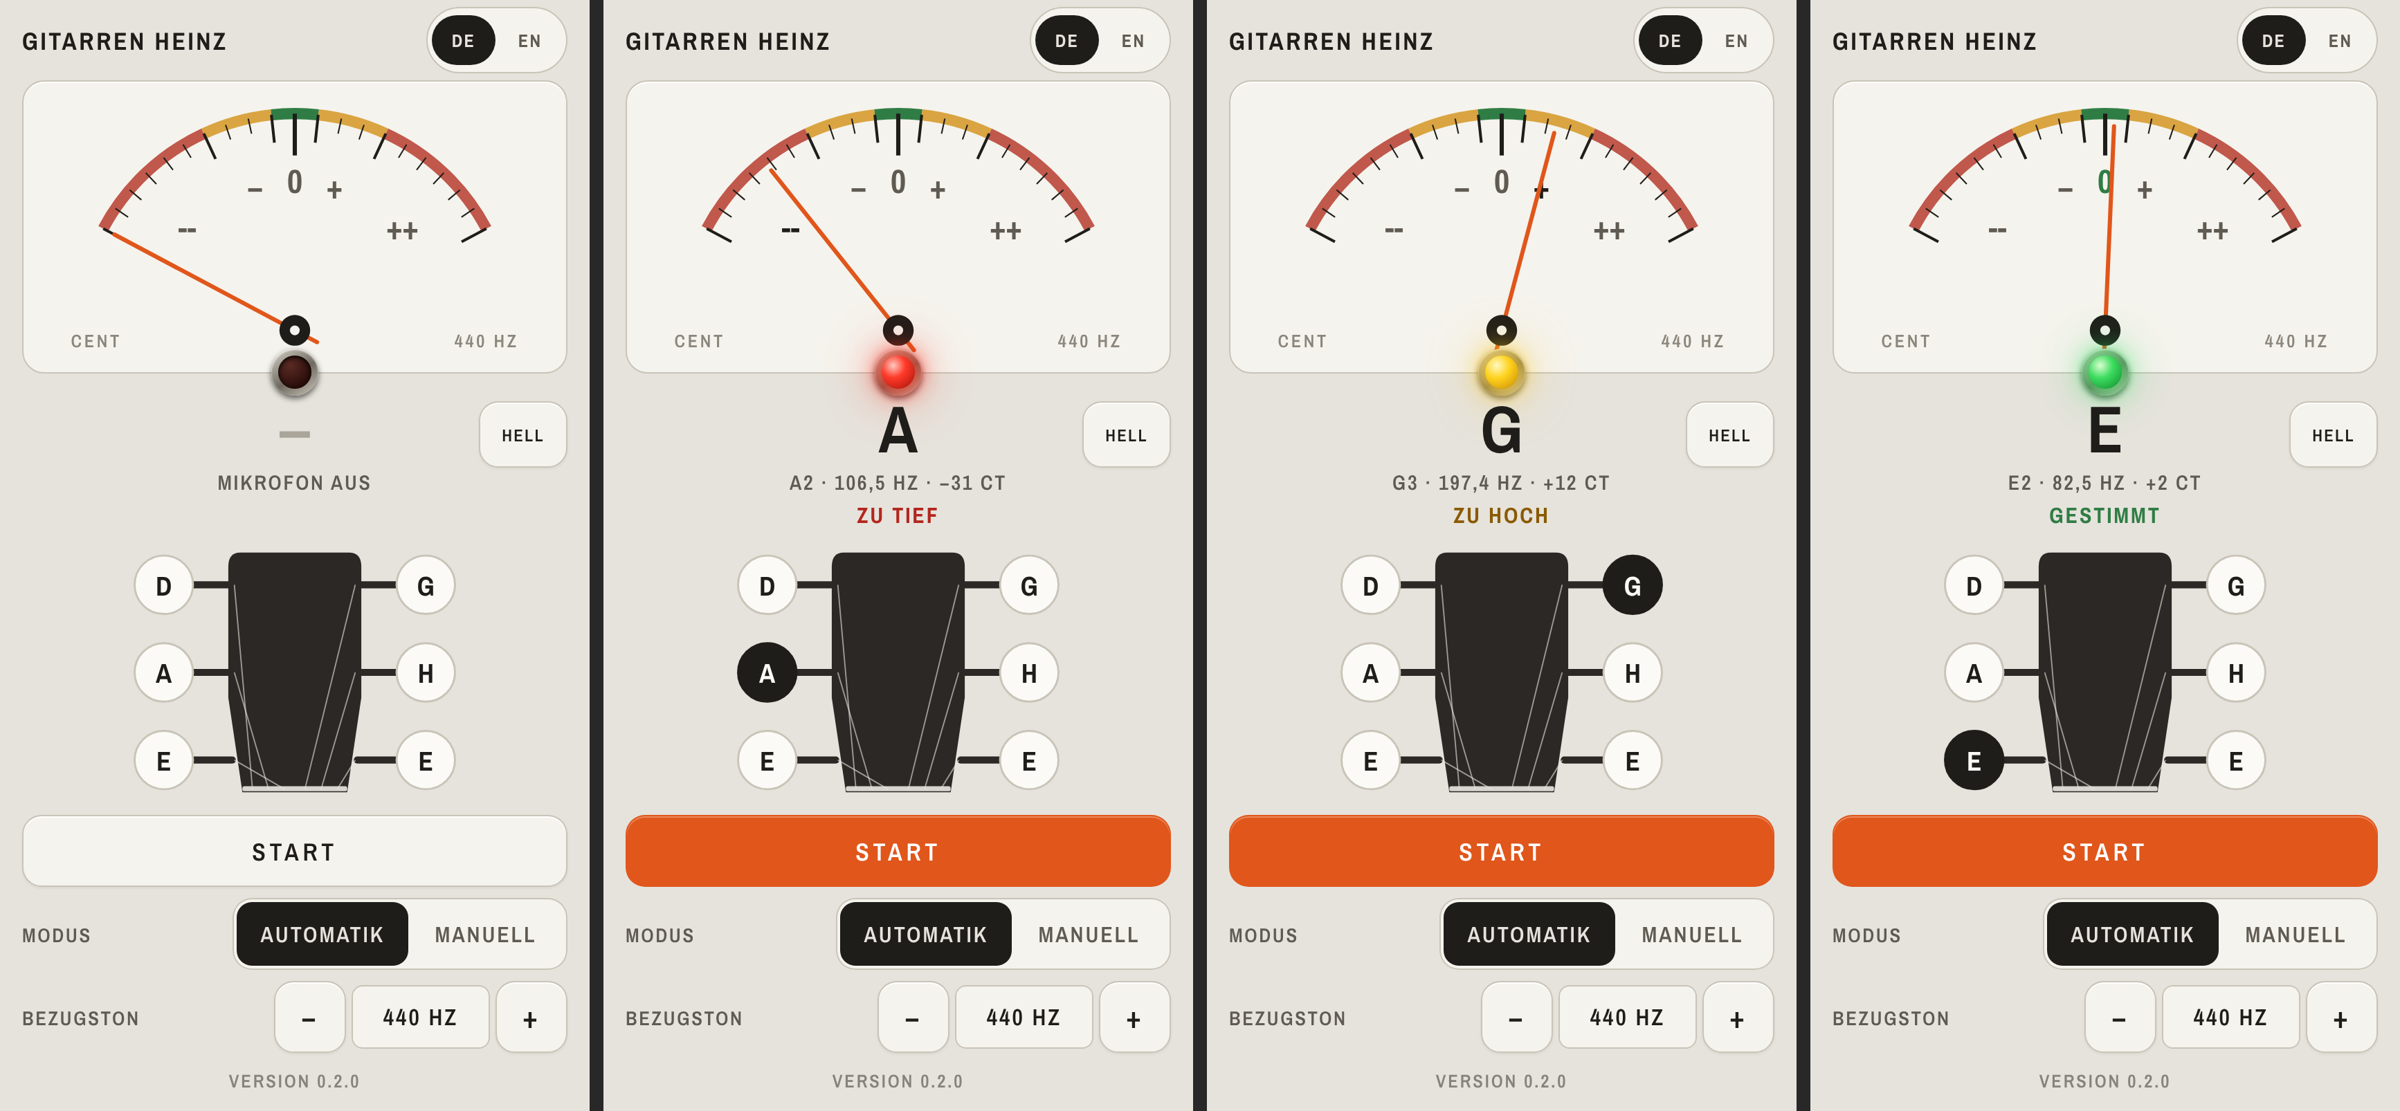 GITARREN HEINZ
DE EN
– 0 +
-- ++
CENT 440 HZ
–
HELL
MIKROFON AUS
D G
A H
E E
START
MODUS AUTOMATIK MANUELL
BEZUGSTON – 440 HZ +
VERSION 0.2.0
GITARREN HEINZ
DE EN
– 0 +
-- ++
CENT 440 HZ
A
HELL
A2 · 106,5 HZ · –31 CT
ZU TIEF
D G
A H
E E
START
MODUS AUTOMATIK MANUELL
BEZUGSTON – 440 HZ +
VERSION 0.2.0
GITARREN HEINZ
DE EN
– 0 +
-- ++
CENT 440 HZ
G
HELL
G3 · 197,4 HZ · +12 CT
ZU HOCH
D G
A H
E E
START
MODUS AUTOMATIK MANUELL
BEZUGSTON – 440 HZ +
VERSION 0.2.0
GITARREN HEINZ
DE EN
– 0 +
-- ++
CENT 440 HZ
E
HELL
E2 · 82,5 HZ · +2 CT
GESTIMMT
D G
A H
E E
START
MODUS AUTOMATIK MANUELL
BEZUGSTON – 440 HZ +
VERSION 0.2.0